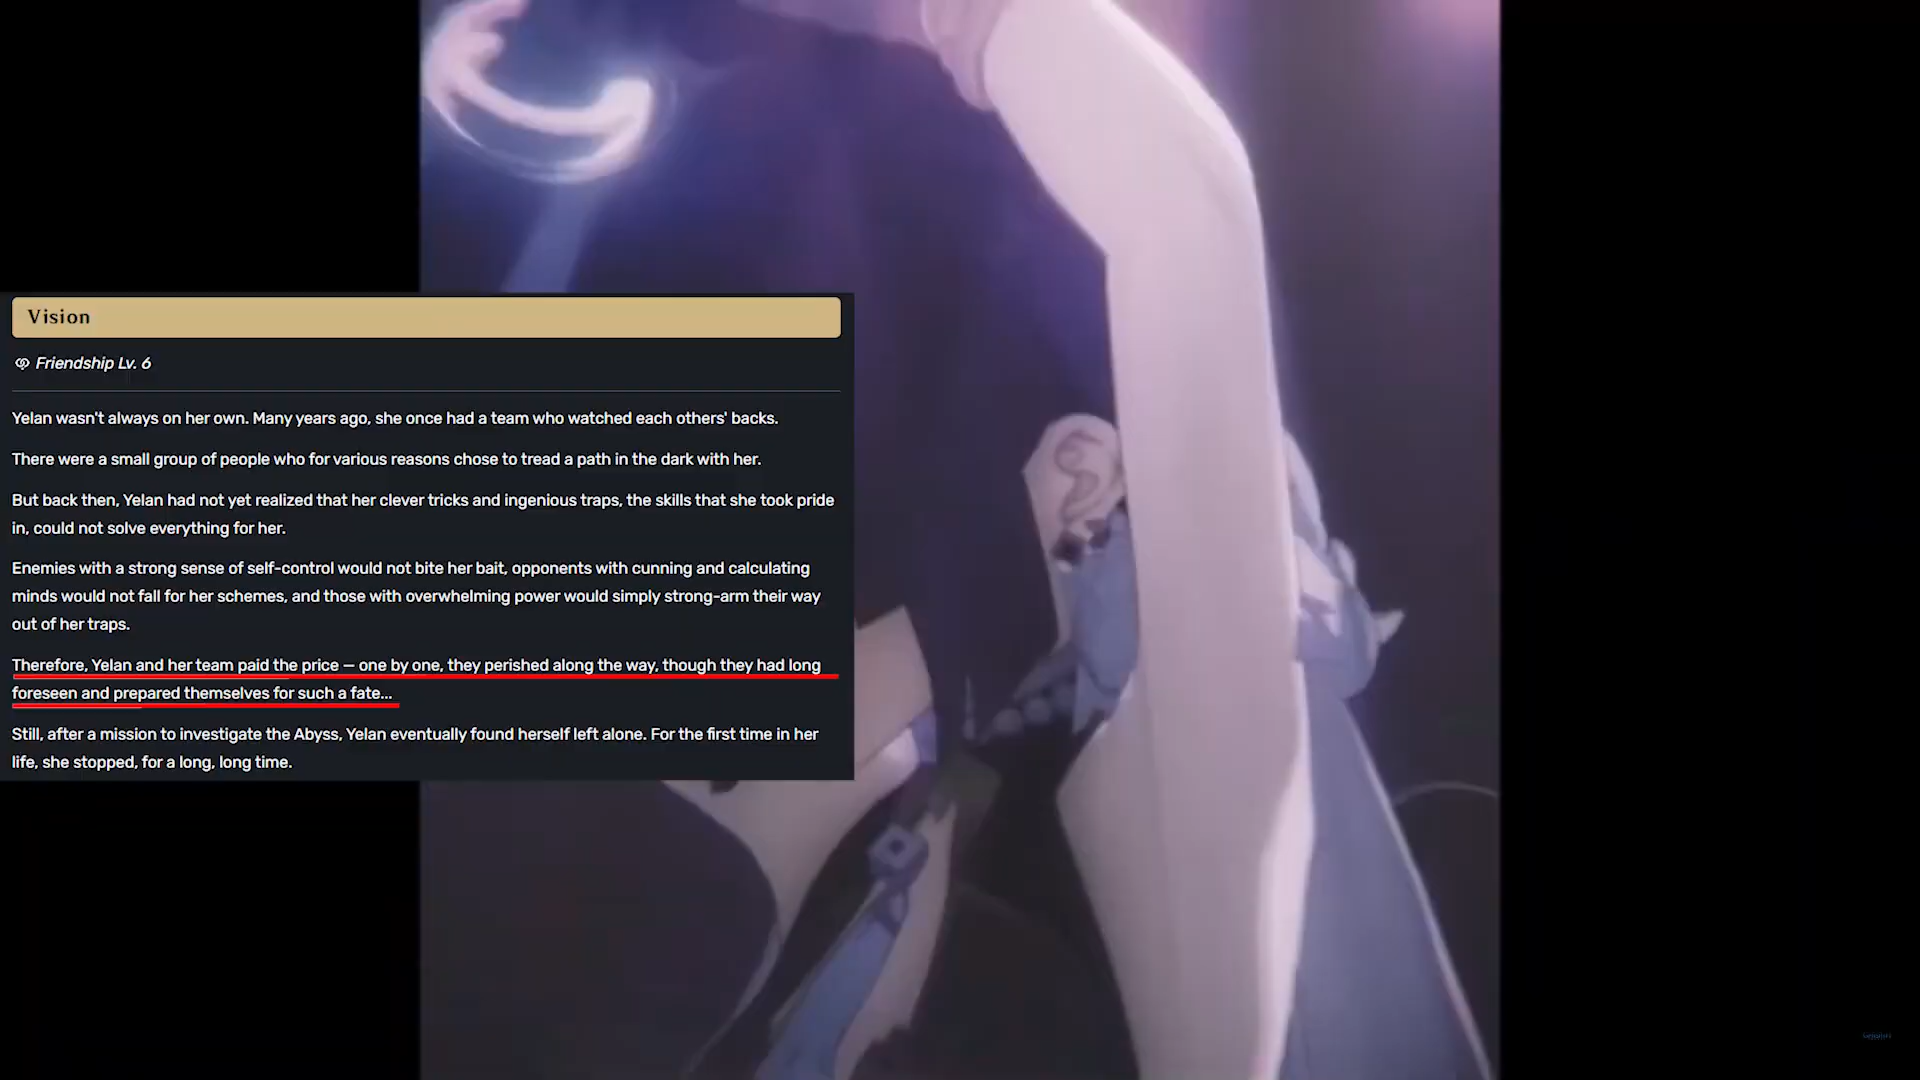 Vision
Friendship Lv. 6
Yelan wasn't always on her own. Many years ago, she once had a team who watched each others' backs.
There were a small group of people who for various reasons chose to tread a path in the dark with her.
But back then, Yelan had not yet realized that her clever tricks and ingenious traps, the skills that she took pride
in, could not solve everything for her.
Enemies with a strong sense of self-control would not bite her bait, opponents with cunning and calculating
minds would not fall for her schemes, and those with overwhelming power would simply strong-arm their way
out of her traps.
Therefore, Yelan and her team paid the price — one by one, they perished along the way, though they had long
foreseen and prepared themselves for such a fate...
Still, after a mission to investigate the Abyss, Yelan eventually found herself left alone. For the first time in her
life, she stopped, for a long, long time.